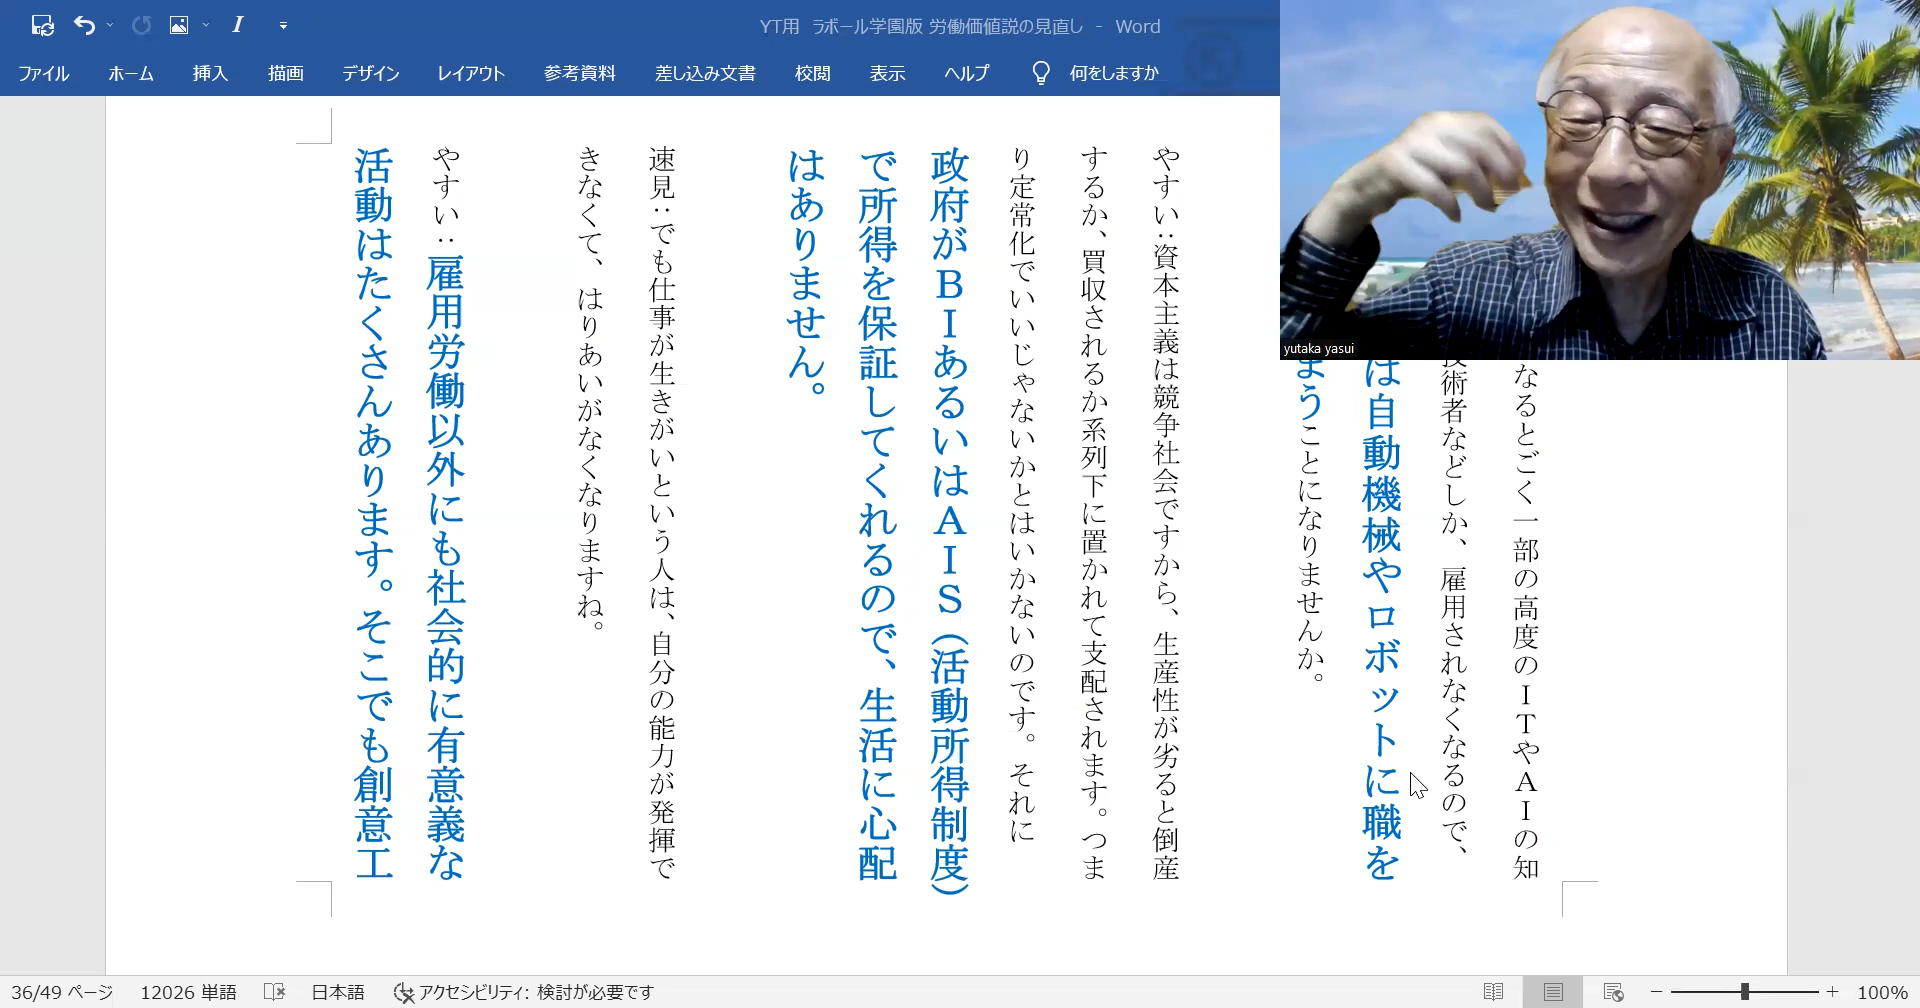 YT用 ラボール学園版 労働価値説の見直し - Word
ファイル ホーム 挿入 描画 デザイン レイアウト 参考資料 差し込み文書 校閲 表示 ヘルプ 何をしますか
yutaka yasui
なるとごく一部の高度のITやAIの知
技術者などしか、雇用されなくなるので、
は自動機械やロボットに職を
まうことになりませんか。
やすい：資本主義は競争社会ですから、生産性が劣ると倒産
するか、買収されるか系列下に置かれて支配されます。つま
り定常化でいいじゃないかとはいかないのです。それに
政府がBIあるいはAIS（活動所得制度）
で所得を保証してくれるので、生活に心配
はありません。
速見：でも仕事が生きがいという人は、自分の能力が発揮で
きなくて、はりあいがなくなりますね。
やすい：雇用労働以外にも社会的に有意義な
活動はたくさんあります。そこでも創意工
36/49 ページ 12026 単語 日本語 アクセシビリティ: 検討が必要です 100%